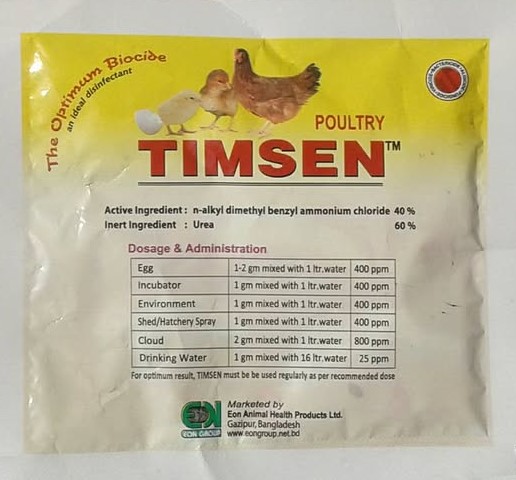 The Optimum Biocide
an ideal disinfectant
POULTRY
TIMSEN™
Active Ingredient : n-alkyl dimethyl benzyl ammonium chloride 40 %
Inert Ingredient : Urea 60 %
Dosage & Administration
Egg 1-2 gm mixed with 1 ltr.water 400 ppm
Incubator 1 gm mixed with 1 ltr.water 400 ppm
Environment 1 gm mixed with 1 ltr.water 400 ppm
Shed/Hatchery Spray 1 gm mixed with 1 ltr.water 400 ppm
Cloud 2 gm mixed with 1 ltr.water 800 ppm
Drinking Water 1 gm mixed with 16 ltr.water 25 ppm
For optimum result, TIMSEN must be be used regularly as per recommended dose
EON GROUP
Marketed by
Eon Animal Health Products Ltd.
Gazipur, Bangladesh
www.eongroup.net.bd